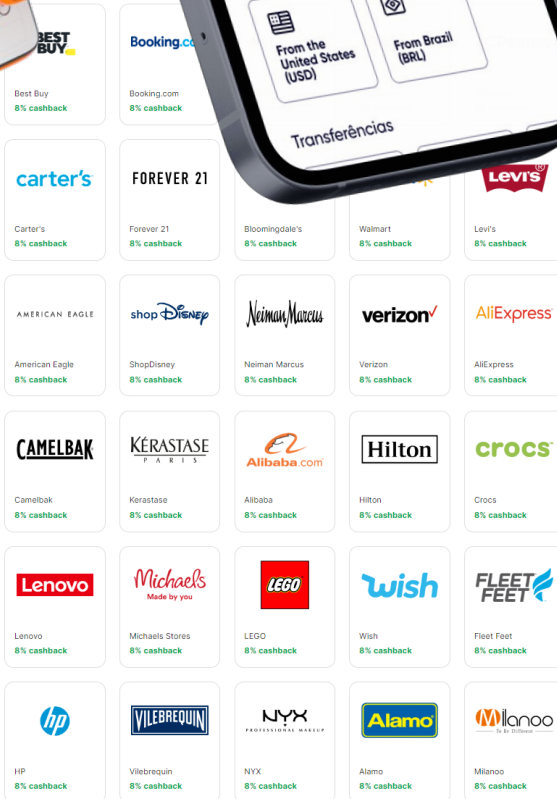 BEST
BUY
Best Buy
8% cashback
Booking.co
Booking.com
8% cashback
From the
United States
(USD)
From Brazil
(BRL)
Transferências
carter's
Carter's
8% cashback
FOREVER 21
Forever 21
8% cashback
Bloomingdale's
8% cashback
Walmart
8% cashback
LEVI'S
Levi's
8% cashback
AMERICAN EAGLE
American Eagle
8% cashback
shop Disney
ShopDisney
8% cashback
Neiman Marcus
Neiman Marcus
8% cashback
verizon
Verizon
8% cashback
AliExpress
AliExpress
8% cashback
CAMELBAK
Camelbak
8% cashback
KÉRASTASE
PARIS
Kerastase
8% cashback
Alibaba.com
Alibaba
8% cashback
Hilton
Hilton
8% cashback
crocs
Crocs
8% cashback
Lenovo
Lenovo
8% cashback
Michaels
Made by you
Michaels Stores
8% cashback
LEGO
LEGO
8% cashback
wish
Wish
8% cashback
FLEET
FEET
Fleet Feet
8% cashback
hp
HP
8% cashback
VILEBREQUIN
Vilebrequin
8% cashback
NYX
PROFESSIONAL MAKEUP
NYX
8% cashback
Alamo
Alamo
8% cashback
Milanoo
To Be Difference
Milanoo
8% cashback